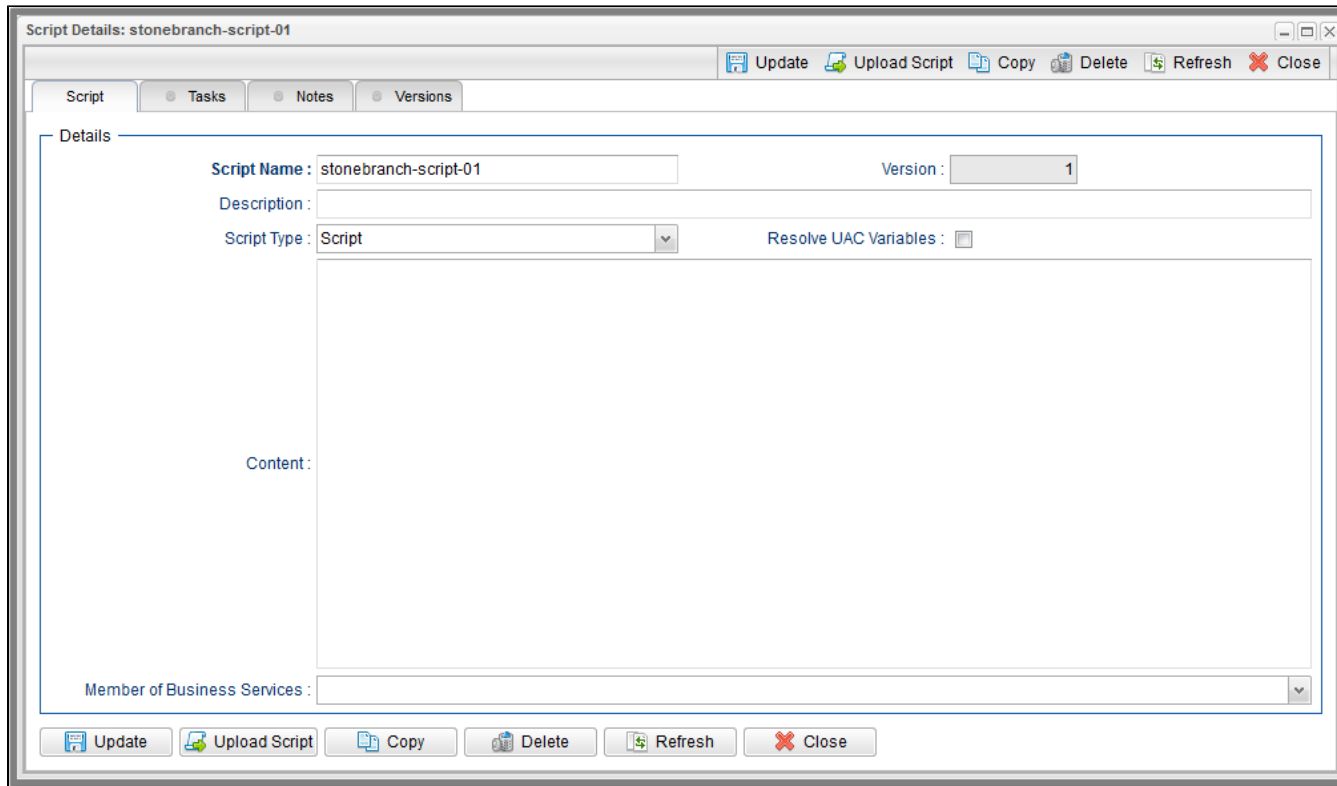 Script Details: stonebranch-script-01
Update Upload Script Copy Delete Refresh Close
Script Tasks Notes Versions
Details
Script Name : stonebranch-script-01 Version : 1
Description :
Script Type : Script Resolve UAC Variables :
Content :
Member of Business Services :
Update Upload Script Copy Delete Refresh Close